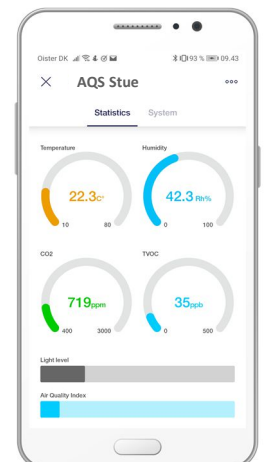 Oister DK 93 % 09.43
AQS Stue
Statistics System
Temperature Humidity
22.3C° 42.3 Rh%
10 80 0 100
CO2 TVOC
719ppm 35ppb
400 3000 0 500
Light level
Air Quality Index